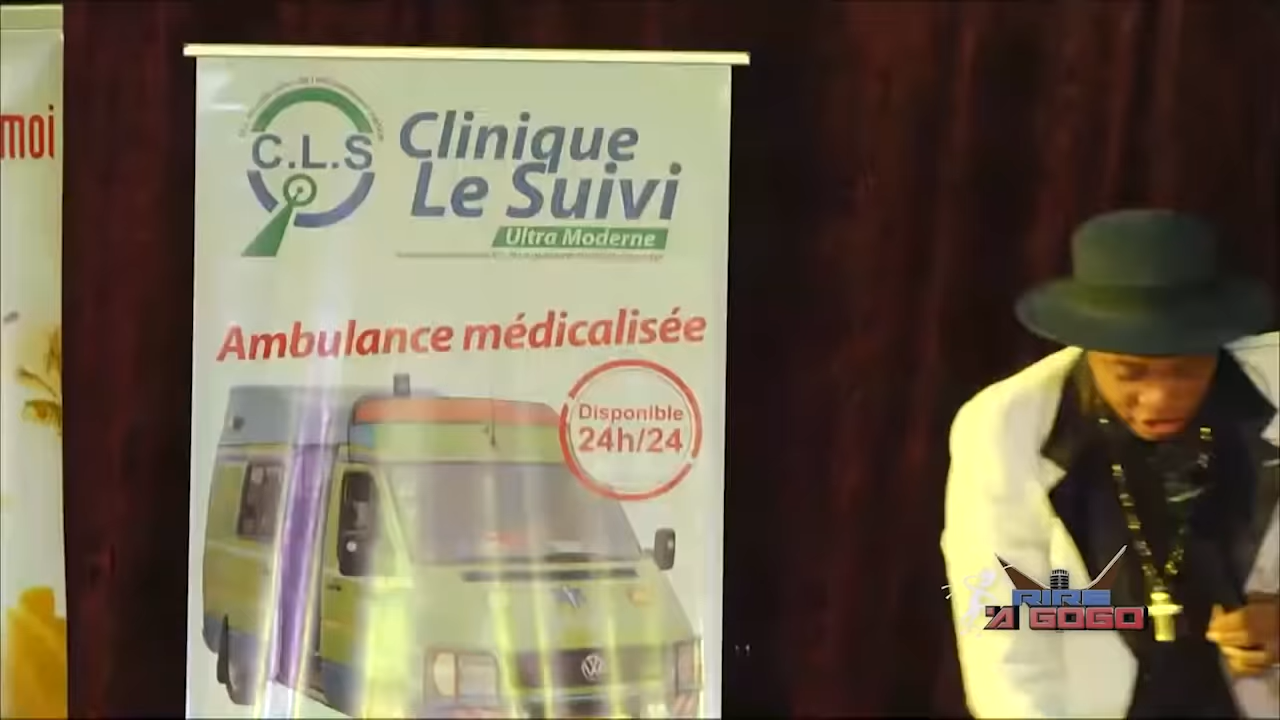 moi
C.L.S
Clinique
Le Suivi
Ultra Moderne
Ambulance médicalisée
Disponible
24h/24
RIRE
'A GOGO